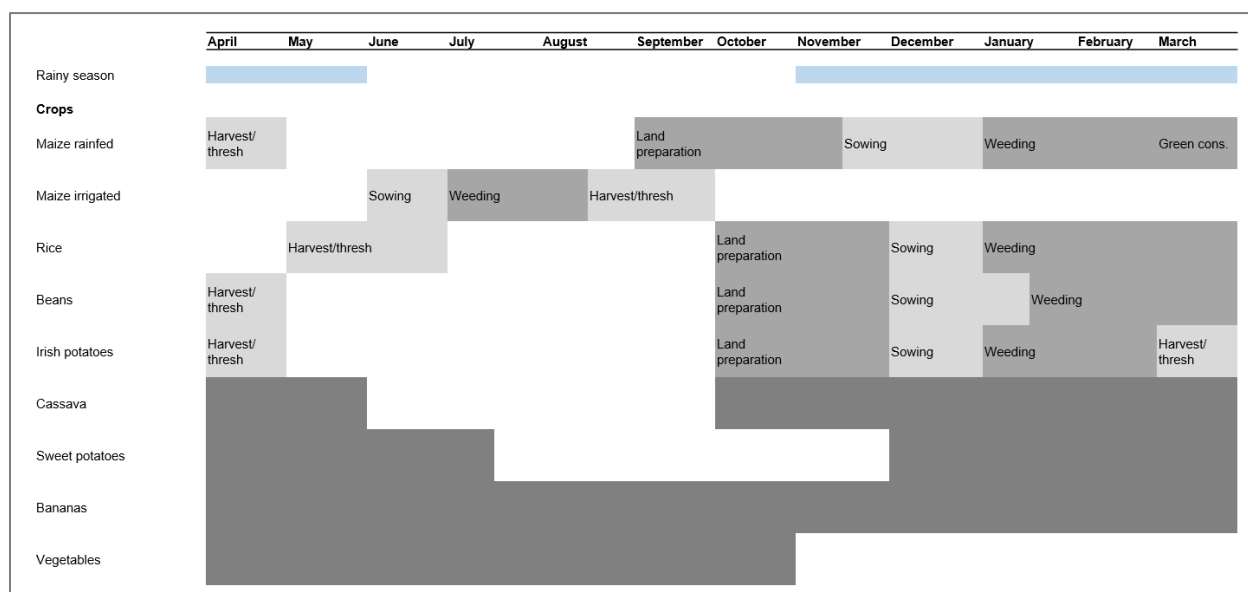 April May June July August September October November December January February March
Rainy season
Crops
Maize rainfed Harvest/ thresh Land preparation Sowing Weeding Green cons.
Maize irrigated Sowing Weeding Harvest/thresh
Rice Harvest/thresh Land preparation Sowing Weeding
Beans Harvest/ thresh Land preparation Sowing Weeding
Irish potatoes Harvest/ thresh Land preparation Sowing Weeding Harvest/ thresh
Cassava
Sweet potatoes
Bananas
Vegetables